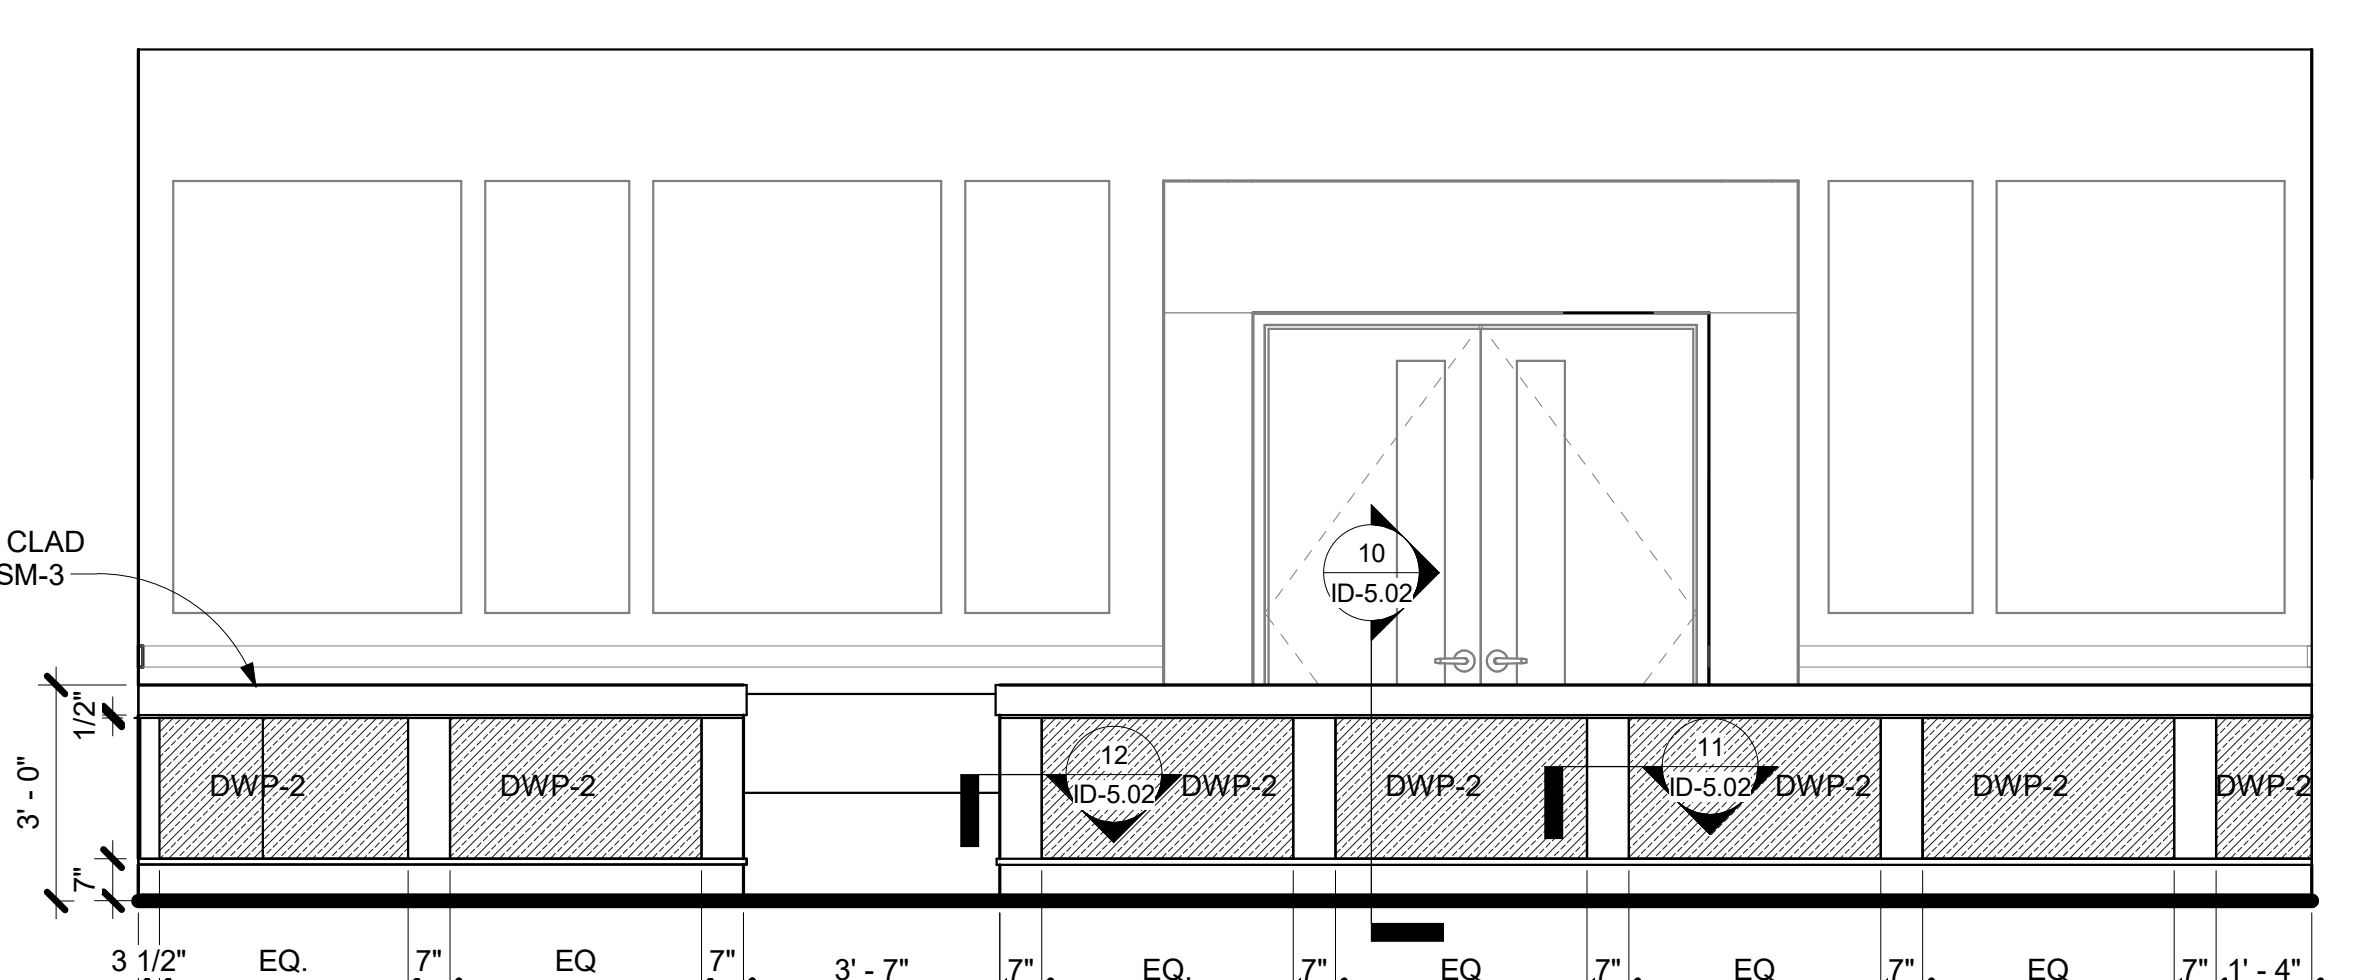 CLAD
SM-3
10
ID-5.02
1/2"
3' - 0"
7"
DWP-2
DWP-2
12
ID-5.02
DWP-2
DWP-2
11
ID-5.02
DWP-2
DWP-2
DWP-2
3 1/2"
EQ.
7"
EQ
7"
3' - 7"
7"
EQ.
7"
EQ
7"
EQ
7"
EQ
7"
1' - 4"